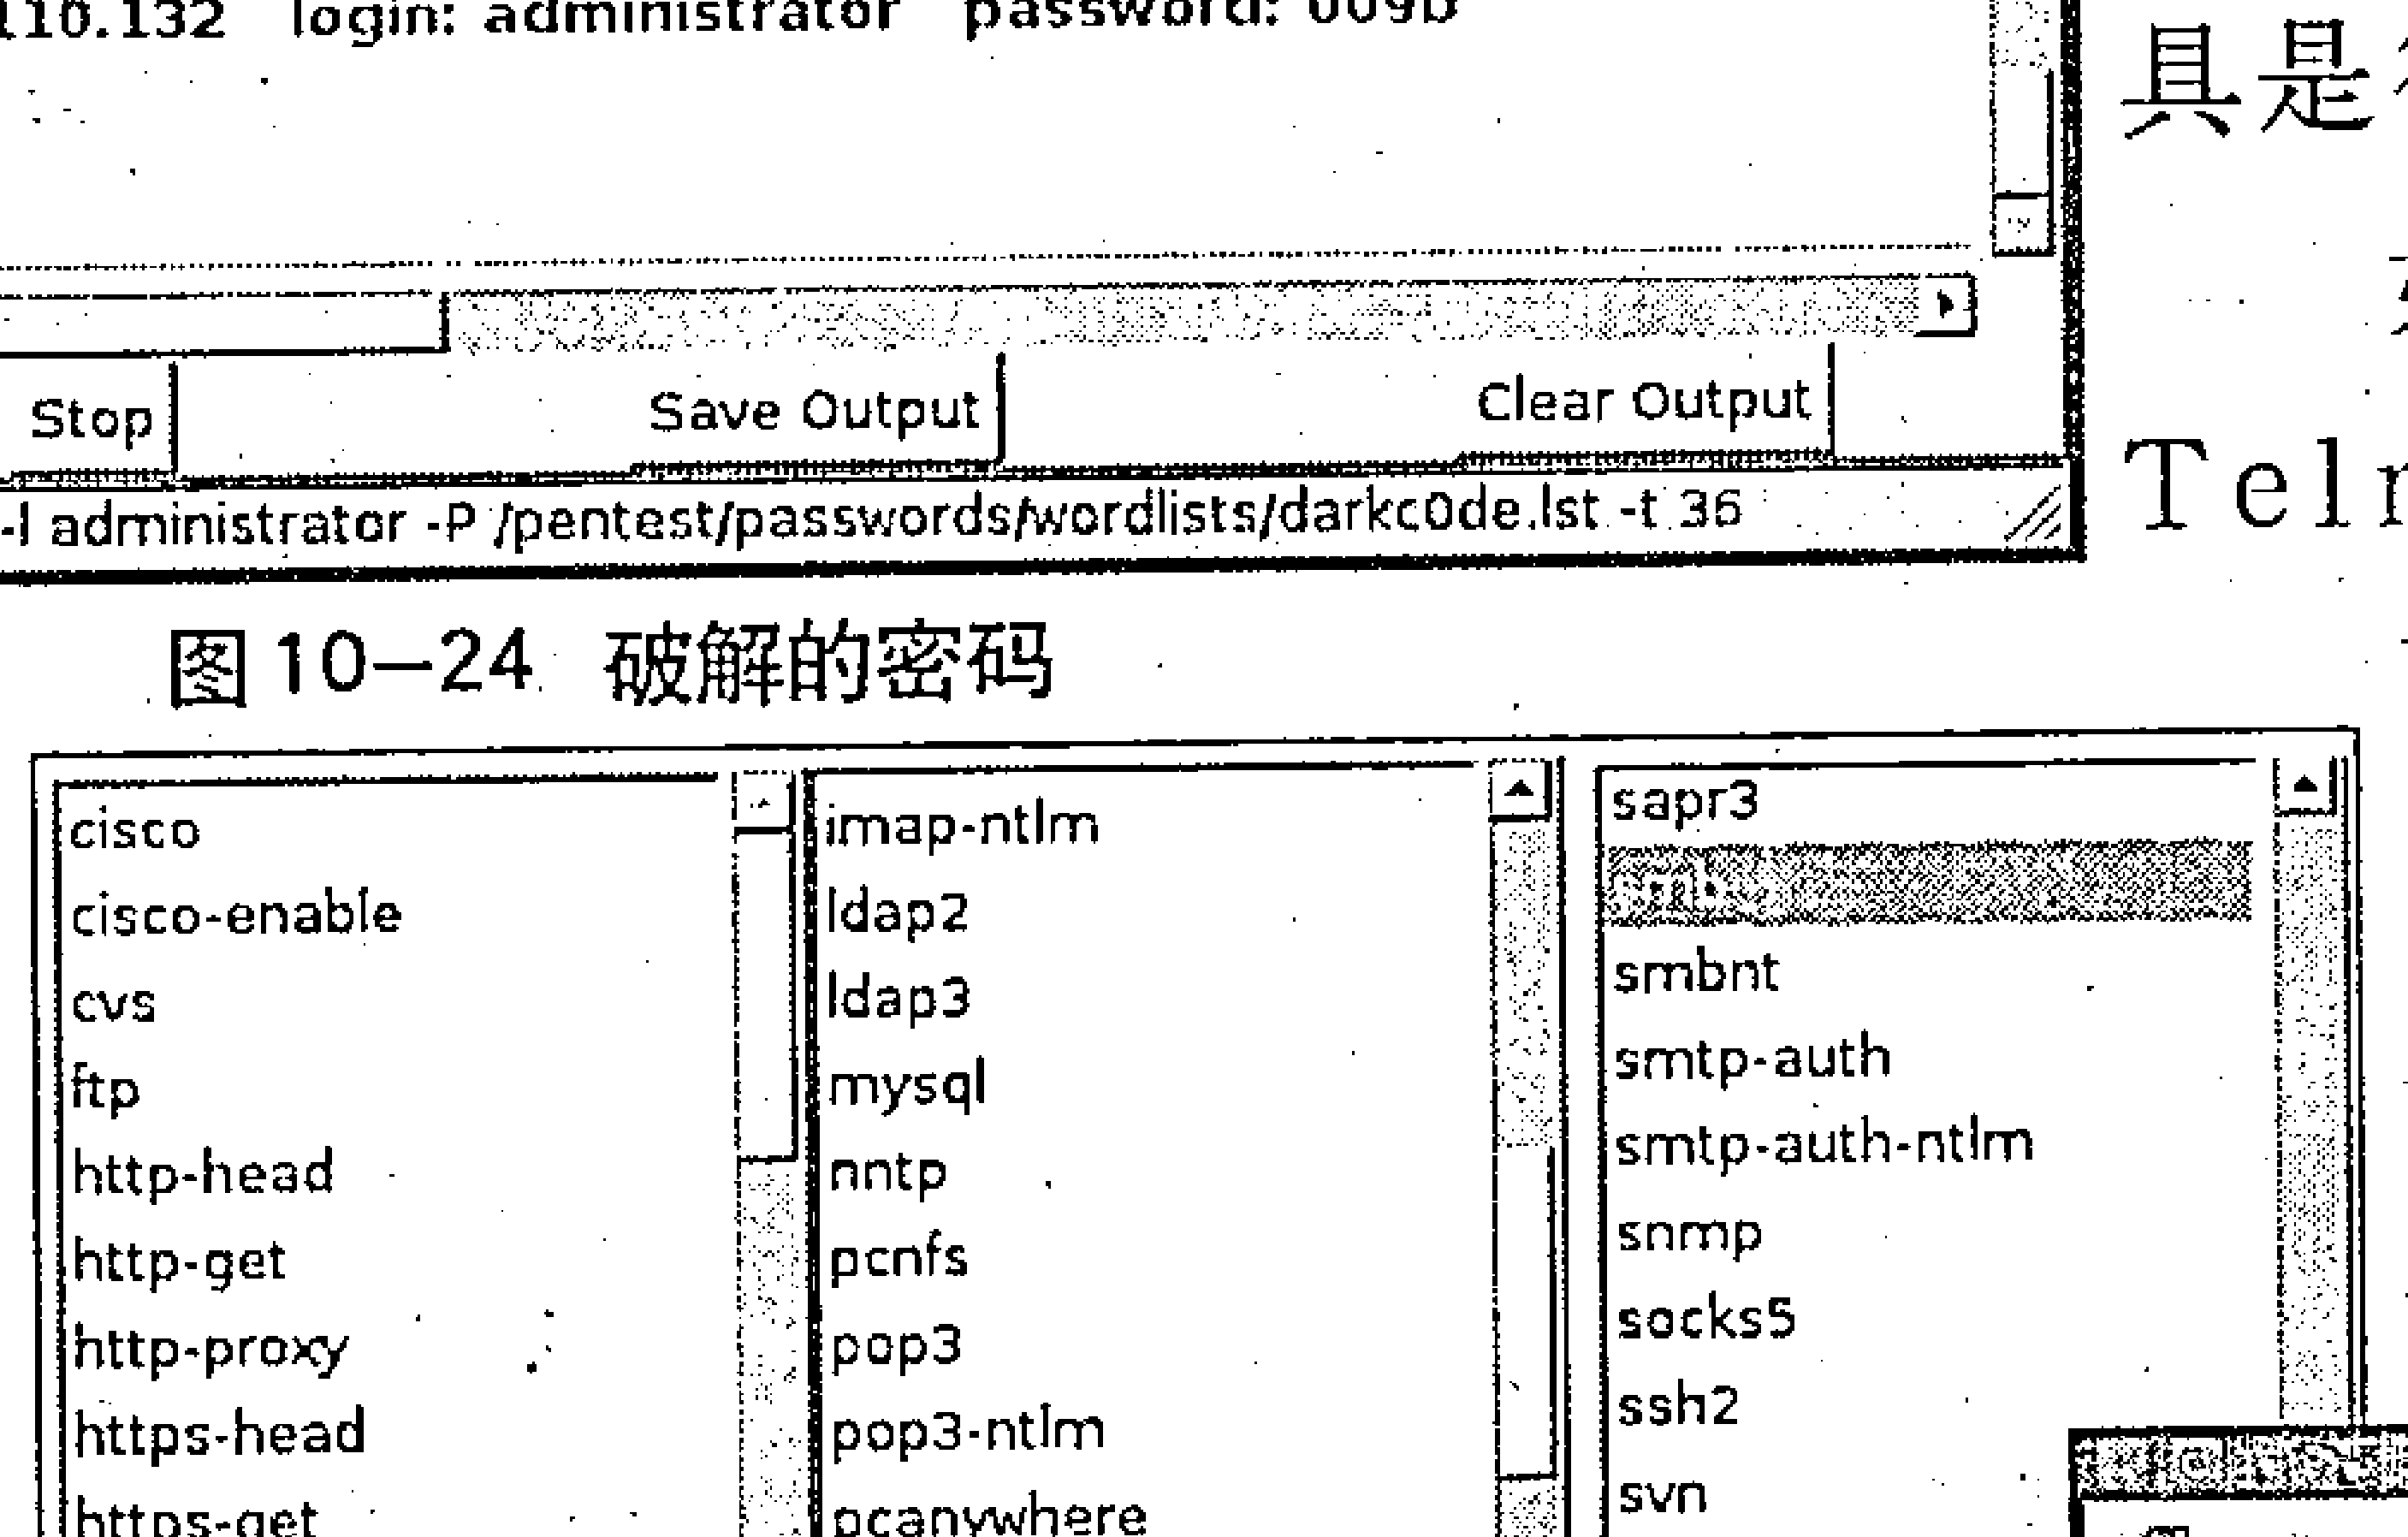 110.132 login: administrator password: 009b
具是
Stop Save Output Clear Output
-l administrator -P /pentest/passwords/wordlists/darkc0de.lst -t 36
图10-24 破解的密码
cisco
cisco-enable
cvs
ftp
http-head
http-get
http-proxy
https-head
https-get
imap-ntlm
ldap2
ldap3
mysql
nntp
pcnfs
pop3
pop3-ntlm
pcanywhere
sapr3
smb
smbnt
smtp-auth
smtp-auth-ntlm
snmp
socks5
ssh2
svn